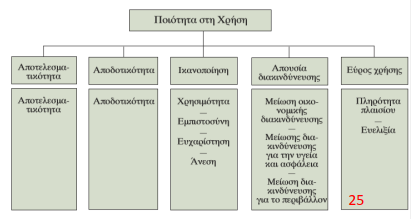 Ποιότητα στη Χρήση
Αποτελεσμα-
τικότητα
Αποδοτικότητα
Ικανοποίηση
Απουσία
διακινδύνευσης
Εύρος χρήσης
Αποτελεσμα-
τικότητα
Αποδοτικότητα
Χρησιμότητα
—
Εμπιστοσύνη
—
Ευχαρίστηση
—
Άνεση
Μείωση οικο-
νομικής
διακινδύνευσης
—
Μείωσης δια-
κινδύνευσης
για την υγεία
και ασφάλεια
—
Μείωση δια-
κινδύνευσης
για το περιβάλλον
Πληρότητα
πλαισίου
—
Ευελιξία
25